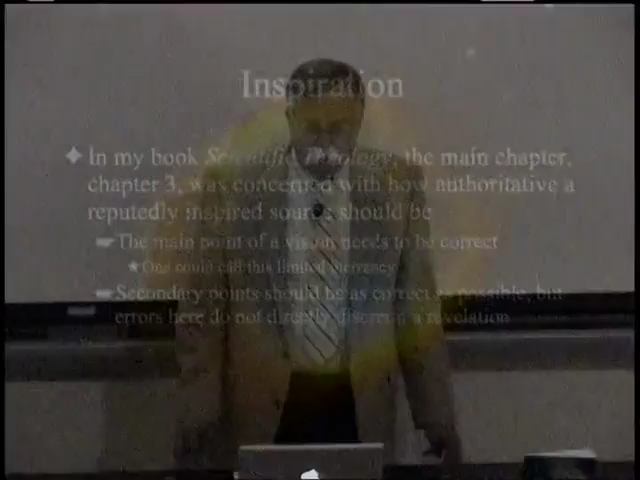 Inspiration
In my book Scientific Theology, the main chapter,
chapter 3, was concerned with how authoritative a
reputedly inspired source should be
The main point of a vision needs to be correct
One could call this limited inerrancy
Secondary points should be as correct as possible, but
errors here do not directly discredit a revelation